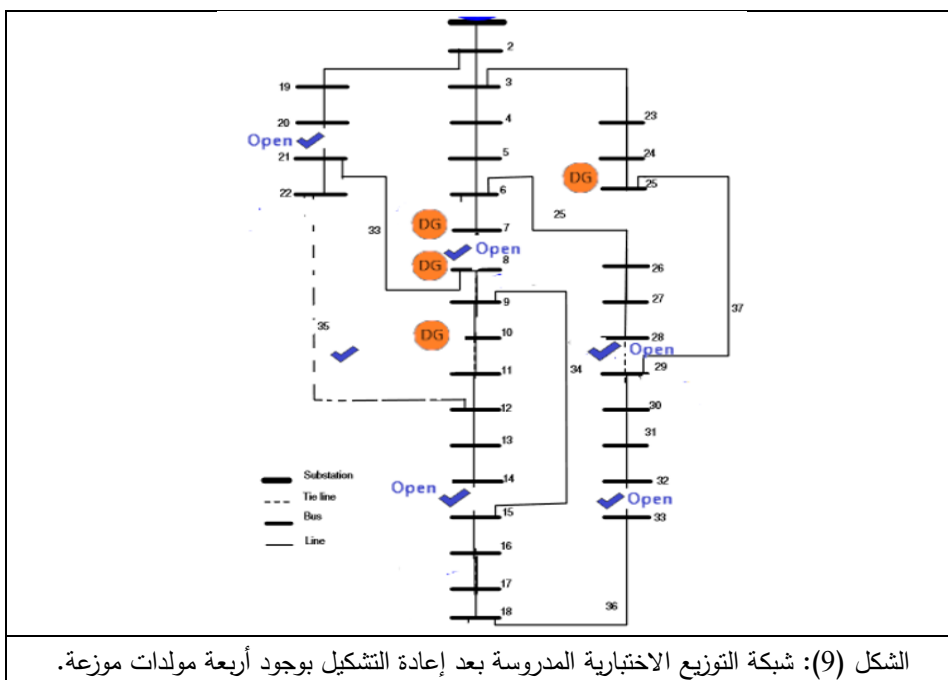 2
19
3
20
4
23
Open
21
5
24
DG
25
22
6
25
33
DG
7
Open
8
26
DG
9
27
37
35
DG
10
28
Open
34
11
29
12
30
13
31
Substation
14
32
Tie line
Open
Open
Bus
15
33
Line
16
17
18
36
الشكل (9): شبكة التوزيع الاختبارية المدروسة بعد إعادة التشكيل بوجود أربعة مولدات موزعة.